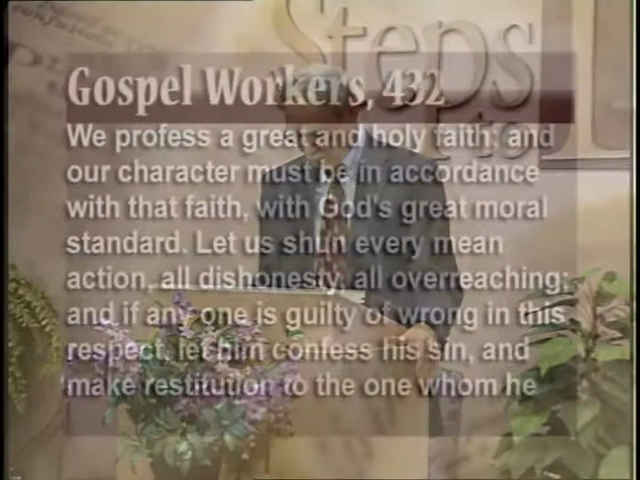 Steps
to
Gospel Workers, 432
We profess a great and holy faith; and
our character must be in accordance
with that faith, with God's great moral
standard. Let us shun every mean
action, all dishonesty, all overreaching;
and if any one is guilty of wrong in this
respect, let him confess his sin, and
make restitution to the one whom he